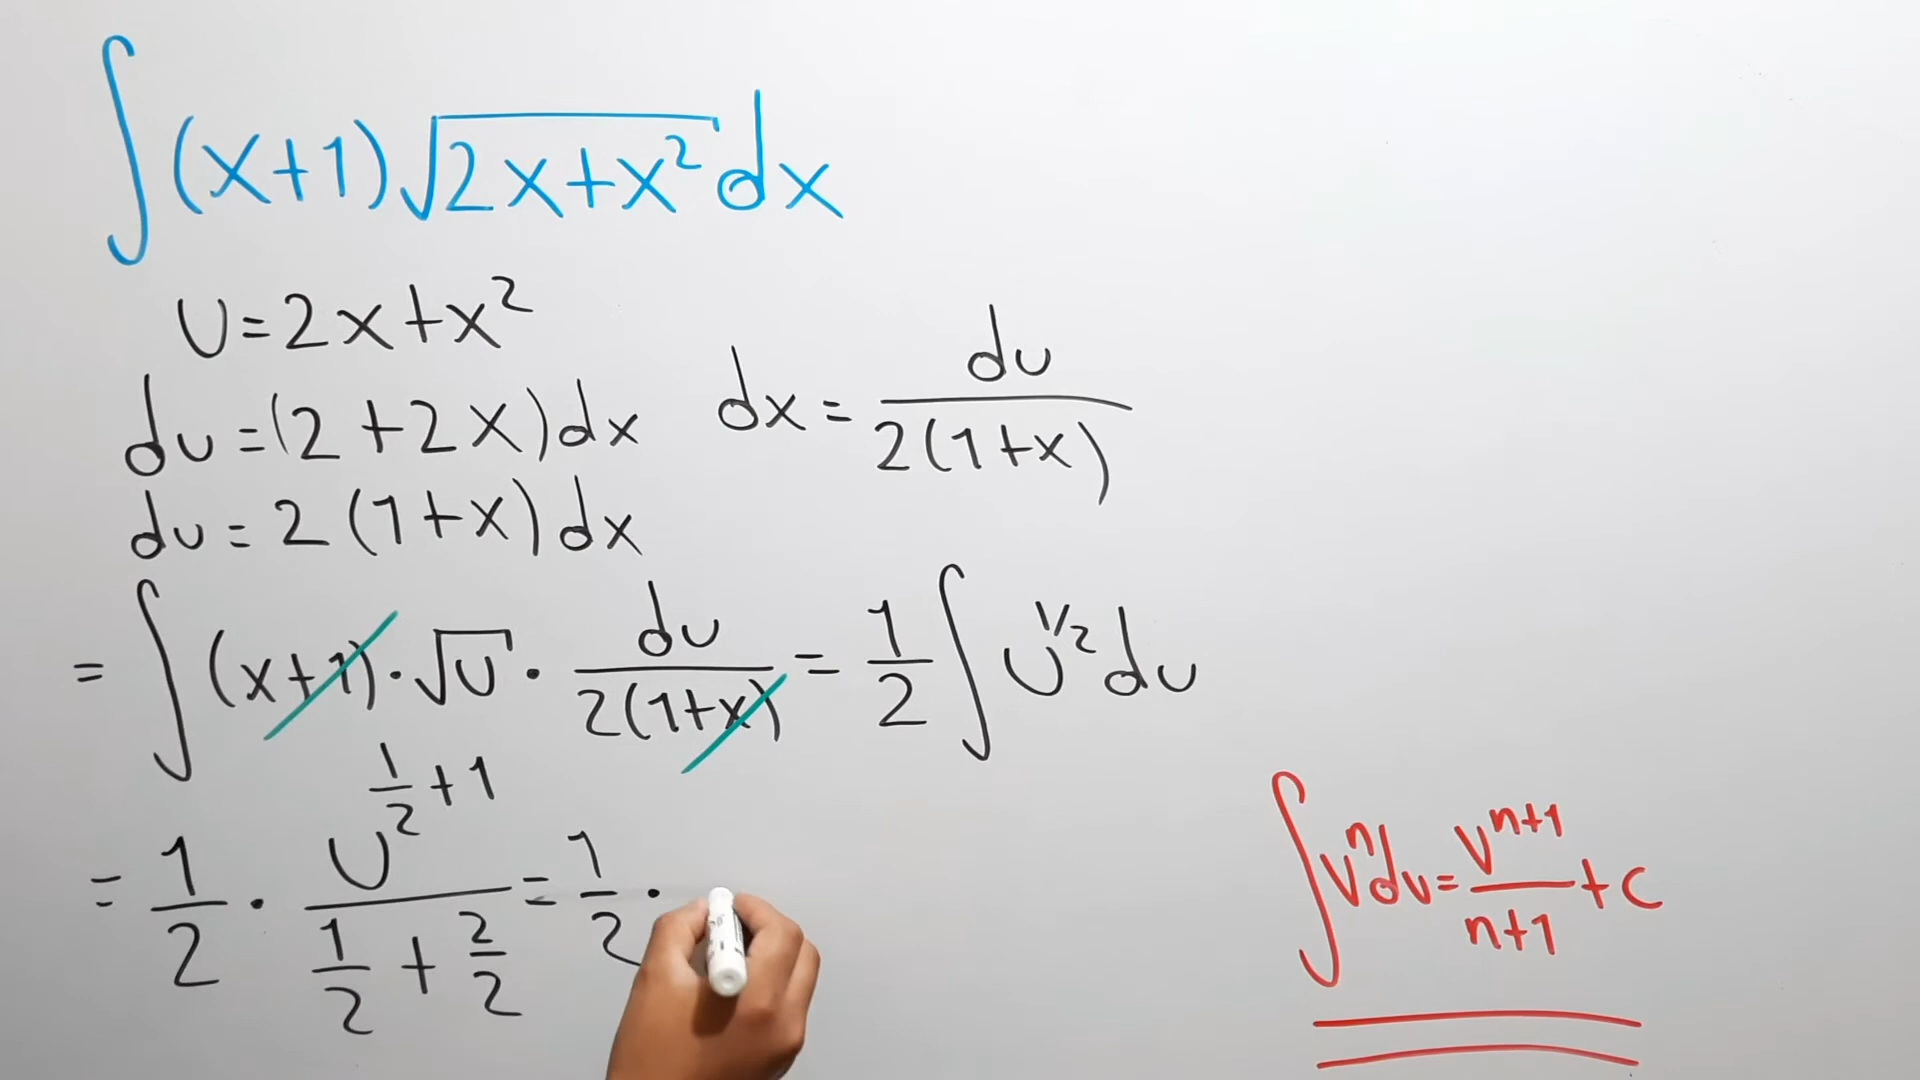 ∫(x+1)√(2x+x²) dx
U=2x+x²
du=(2+2x)dx   dx = du/(2(1+x))
du=2(1+x)dx
= ∫(x+1)·√U · du/(2(1+x)) = 1/2 ∫U^(1/2) du
= 1/2 · U^(1/2+1)/(1/2+2/2) = 1/2 ·
∫vⁿdv = v^(n+1)/(n+1) + c